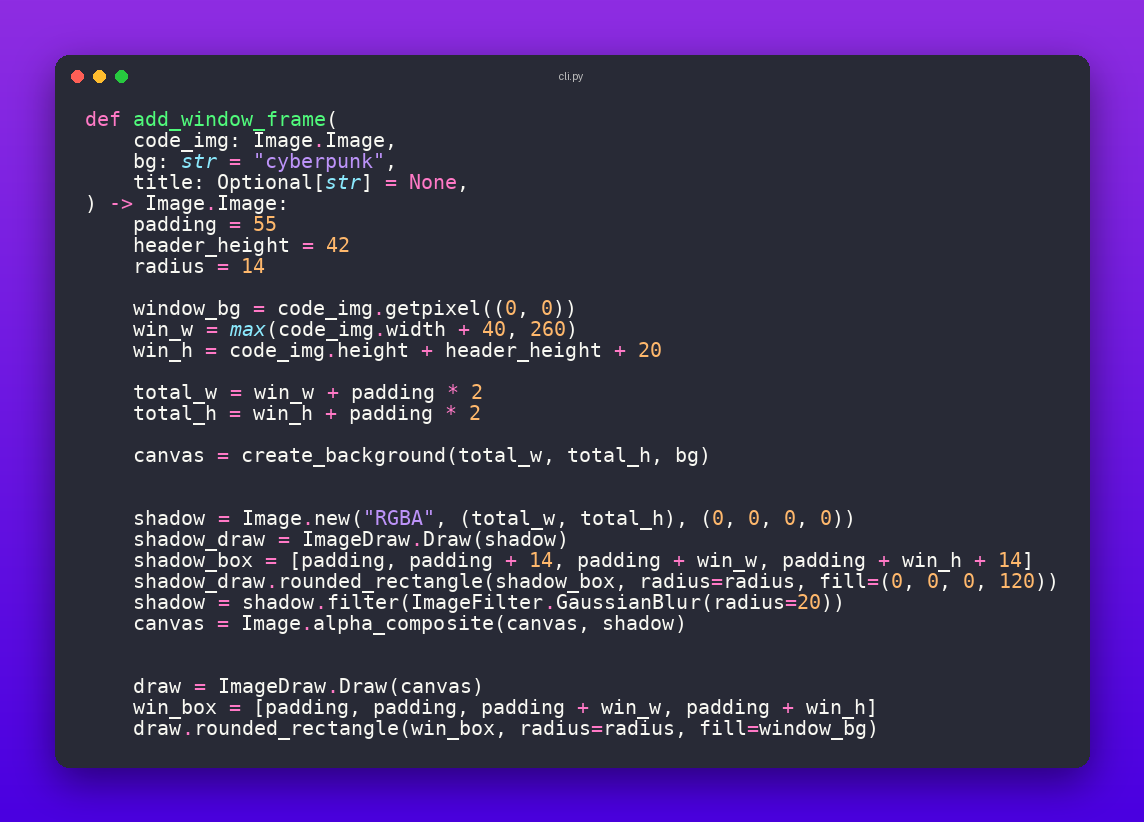 cli.py
def add_window_frame(
    code_img: Image.Image,
    bg: str = "cyberpunk",
    title: Optional[str] = None,
) -> Image.Image:
    padding = 55
    header_height = 42
    radius = 14

    window_bg = code_img.getpixel((0, 0))
    win_w = max(code_img.width + 40, 260)
    win_h = code_img.height + header_height + 20

    total_w = win_w + padding * 2
    total_h = win_h + padding * 2

    canvas = create_background(total_w, total_h, bg)


    shadow = Image.new("RGBA", (total_w, total_h), (0, 0, 0, 0))
    shadow_draw = ImageDraw.Draw(shadow)
    shadow_box = [padding, padding + 14, padding + win_w, padding + win_h + 14]
    shadow_draw.rounded_rectangle(shadow_box, radius=radius, fill=(0, 0, 0, 120))
    shadow = shadow.filter(ImageFilter.GaussianBlur(radius=20))
    canvas = Image.alpha_composite(canvas, shadow)


    draw = ImageDraw.Draw(canvas)
    win_box = [padding, padding, padding + win_w, padding + win_h]
    draw.rounded_rectangle(win_box, radius=radius, fill=window_bg)